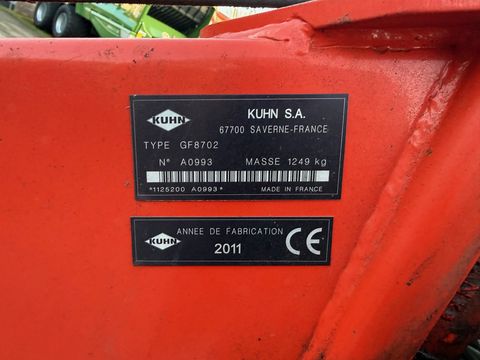 KUHN
KUHN S.A.
67700 SAVERNE-FRANCE
TYPE GF8702
N° A0993 MASSE 1249 kg
*1125200 A0993* MADE IN FRANCE
KUHN
ANNEE DE FABRICATION
2011 CE